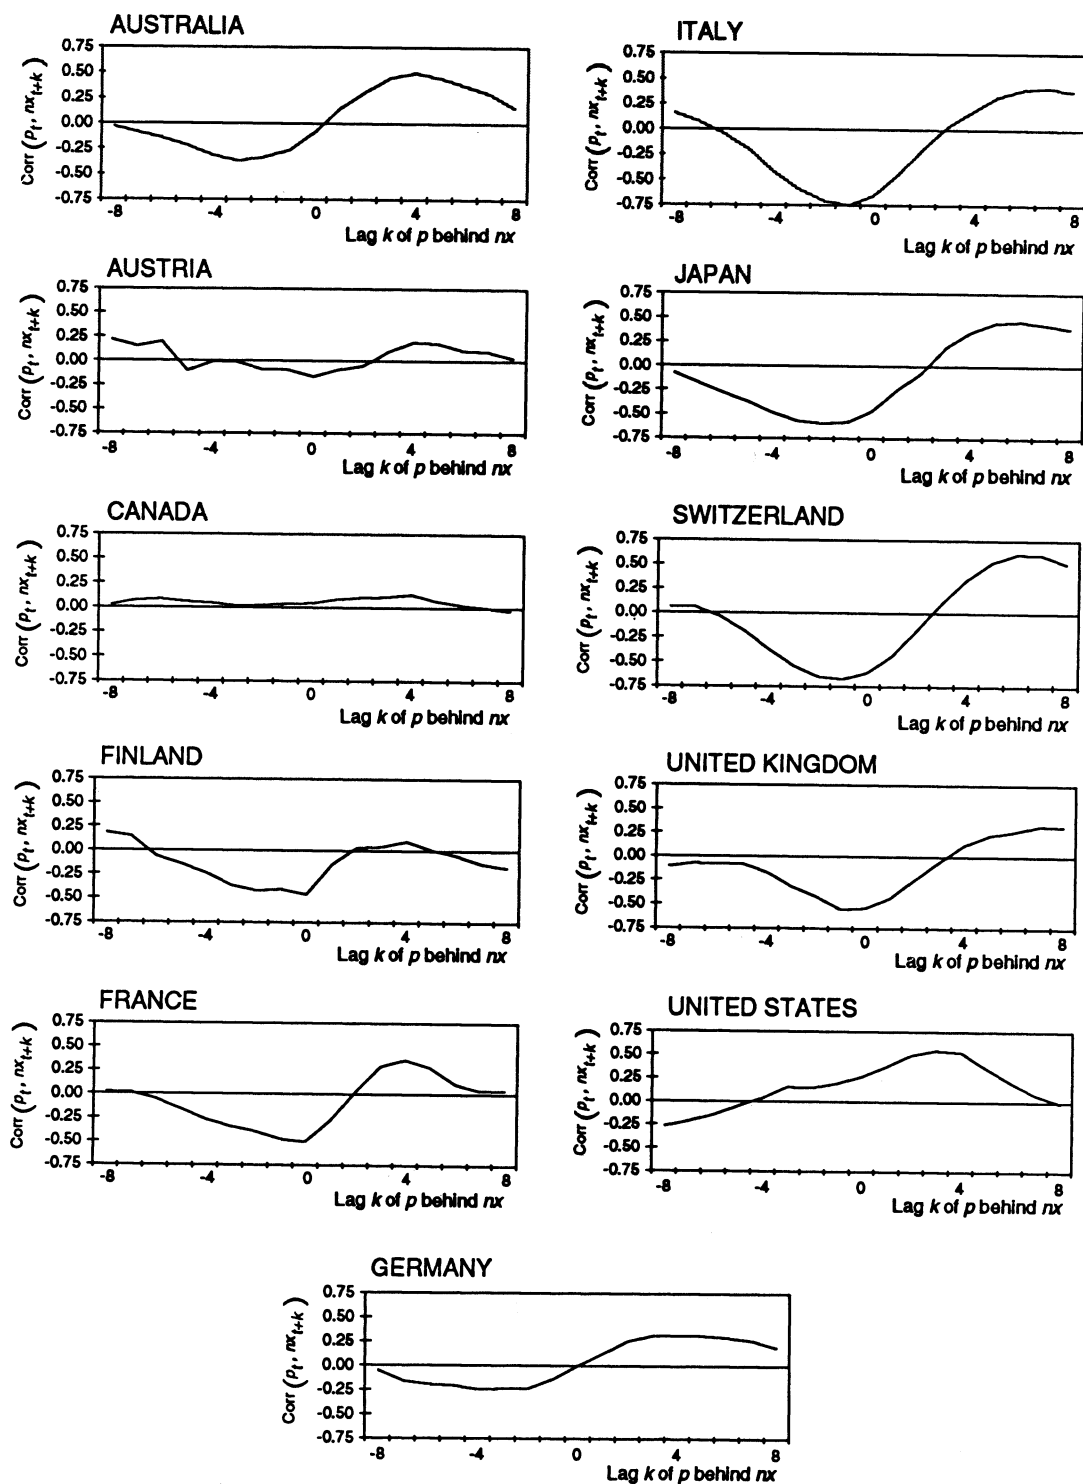 AUSTRALIA
0.75
0.50
0.25
0.00
-0.25
-0.50
-0.75
Corr (pt, nxt+k)
-8 -4 0 4 8
Lag k of p behind nx
ITALY
0.75
0.50
0.25
0.00
-0.25
-0.50
-0.75
Corr (pt, nxt+k)
-8 -4 0 4 8
Lag k of p behind nx
AUSTRIA
0.75
0.50
0.25
0.00
-0.25
-0.50
-0.75
Corr (pt, nxt+k)
-8 -4 0 4 8
Lag k of p behind nx
JAPAN
0.75
0.50
0.25
0.00
-0.25
-0.50
-0.75
Corr (pt, nxt+k)
-8 -4 0 4 8
Lag k of p behind nx
CANADA
0.75
0.50
0.25
0.00
-0.25
-0.50
-0.75
Corr (pt, nxt+k)
-8 -4 0 4 8
Lag k of p behind nx
SWITZERLAND
0.75
0.50
0.25
0.00
-0.25
-0.50
-0.75
Corr (pt, nxt+k)
-8 -4 0 4 8
Lag k of p behind nx
FINLAND
0.75
0.50
0.25
0.00
-0.25
-0.50
-0.75
Corr (pt, nxt+k)
-8 -4 0 4 8
Lag k of p behind nx
UNITED KINGDOM
0.75
0.50
0.25
0.00
-0.25
-0.50
-0.75
Corr (pt, nxt+k)
-8 -4 0 4 8
Lag k of p behind nx
FRANCE
0.75
0.50
0.25
0.00
-0.25
-0.50
-0.75
Corr (pt, nxt+k)
-8 -4 0 4 8
Lag k of p behind nx
UNITED STATES
0.75
0.50
0.25
0.00
-0.25
-0.50
-0.75
Corr (pt, nxt+k)
-8 -4 0 4 8
Lag k of p behind nx
GERMANY
0.75
0.50
0.25
0.00
-0.25
-0.50
-0.75
Corr (pt, nxt+k)
-8 -4 0 4 8
Lag k of p behind nx